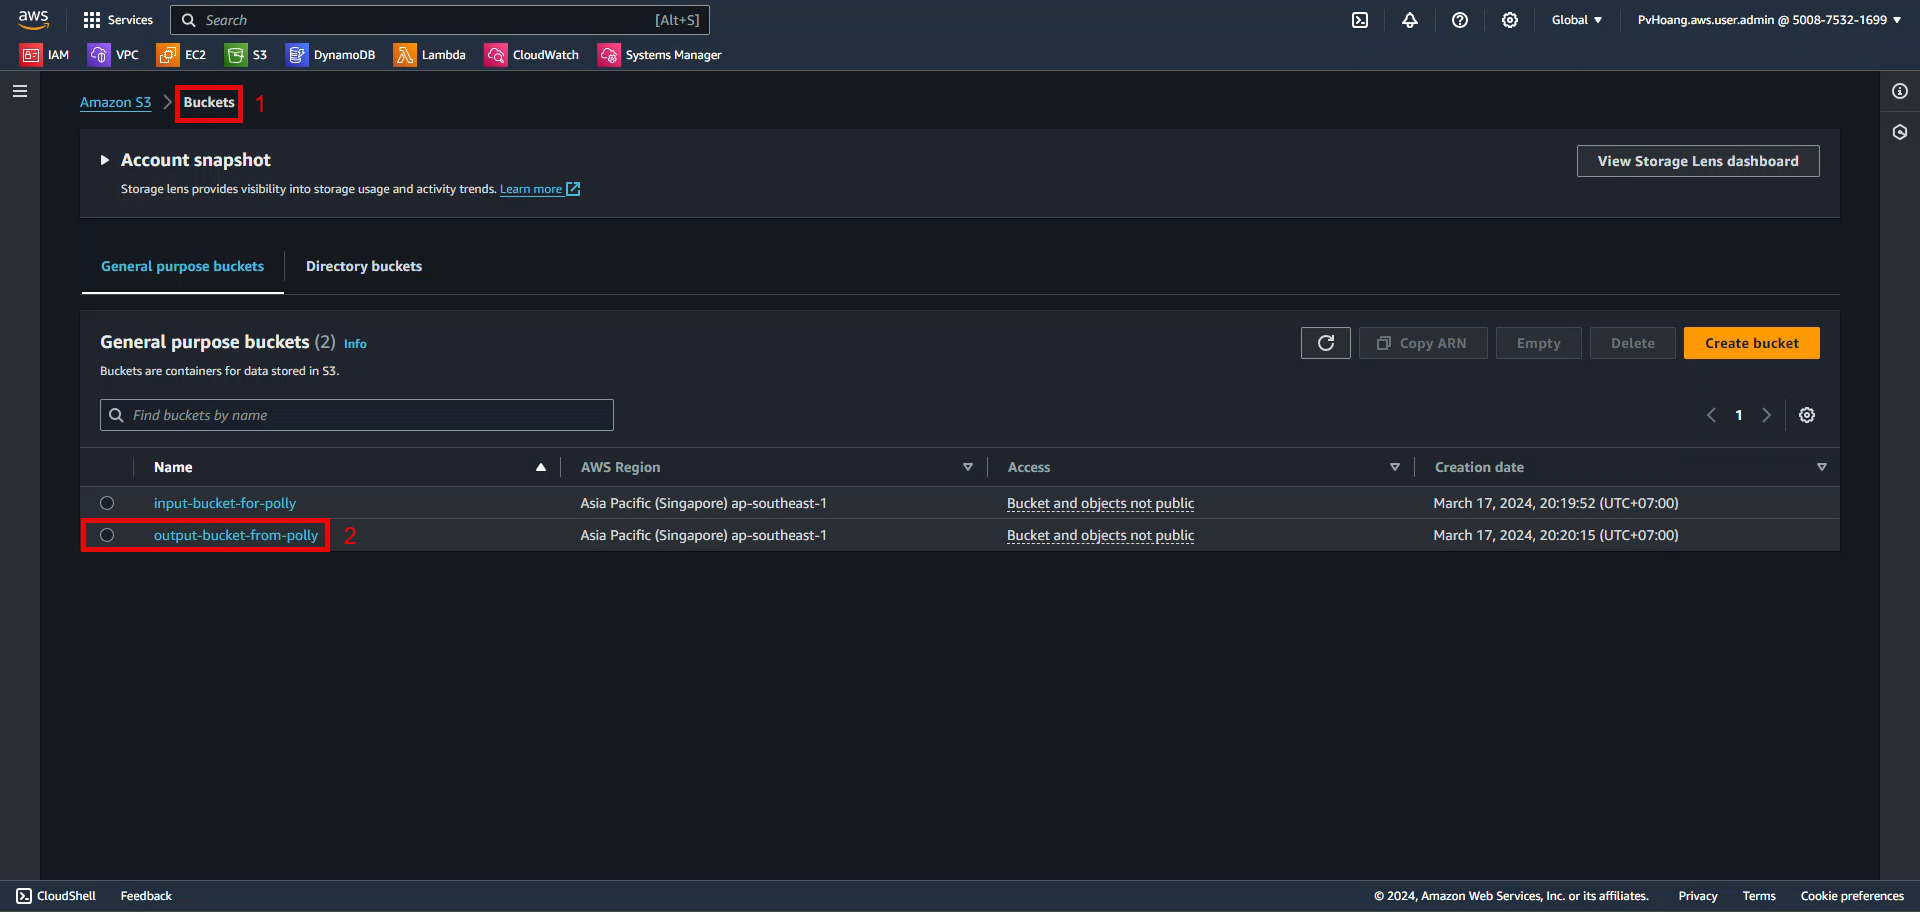 aws Services Search [Alt+S] Global PvHoang.aws.user.admin @ 5008-7532-1699
IAM VPC EC2 S3 DynamoDB Lambda CloudWatch Systems Manager
Amazon S3 Buckets 1
Account snapshot
View Storage Lens dashboard
Storage lens provides visibility into storage usage and activity trends. Learn more
General purpose buckets Directory buckets
General purpose buckets (2) Info
Copy ARN Empty Delete Create bucket
Buckets are containers for data stored in S3.
Find buckets by name 1
Name AWS Region Access Creation date
input-bucket-for-polly Asia Pacific (Singapore) ap-southeast-1 Bucket and objects not public March 17, 2024, 20:19:52 (UTC+07:00)
output-bucket-from-polly 2 Asia Pacific (Singapore) ap-southeast-1 Bucket and objects not public March 17, 2024, 20:20:15 (UTC+07:00)
CloudShell Feedback © 2024, Amazon Web Services, Inc. or its affiliates. Privacy Terms Cookie preferences